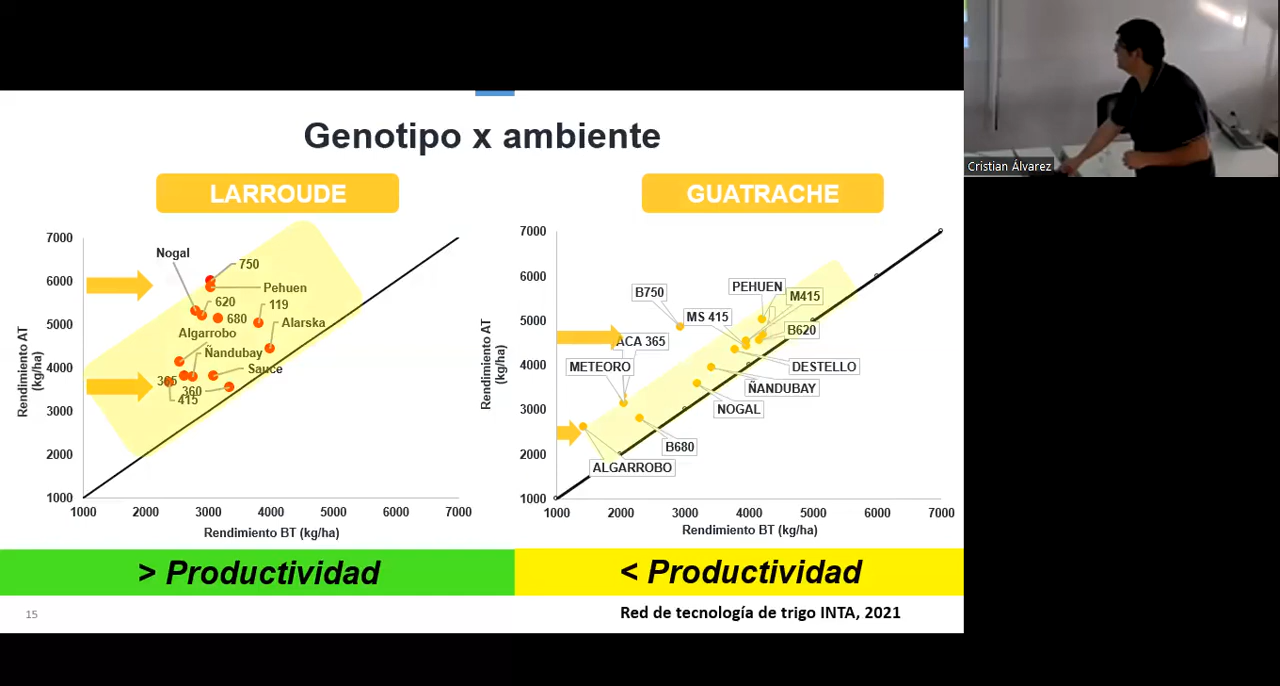 Genotipo x ambiente
Cristian Álvarez
LARROUDE
Rendimiento AT
(kg/ha)
7000
6000
5000
4000
3000
2000
1000
Nogal
750
Pehuen
620
119
680
Alarska
Algarrobo
Ñandubay
Sauce
365
360
415
1000 2000 3000 4000 5000 6000 7000
Rendimiento BT (kg/ha)
> Productividad
GUATRACHE
Rendimiento AT
(kg/ha)
7000
6000
5000
4000
3000
2000
1000
B750
PEHUEN
M415
MS 415
B620
ACA 365
METEORO
DESTELLO
ÑANDUBAY
NOGAL
B680
ALGARROBO
1000 2000 3000 4000 5000 6000 7000
Rendimiento BT (kg/ha)
< Productividad
15
Red de tecnología de trigo INTA, 2021